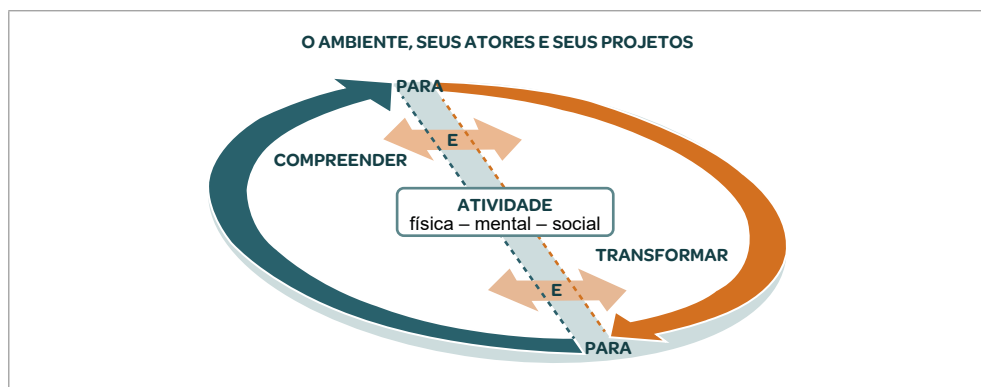 O AMBIENTE, SEUS ATORES E SEUS PROJETOS
PARA
E
COMPREENDER
ATIVIDADE
física – mental – social
TRANSFORMAR
E
PARA